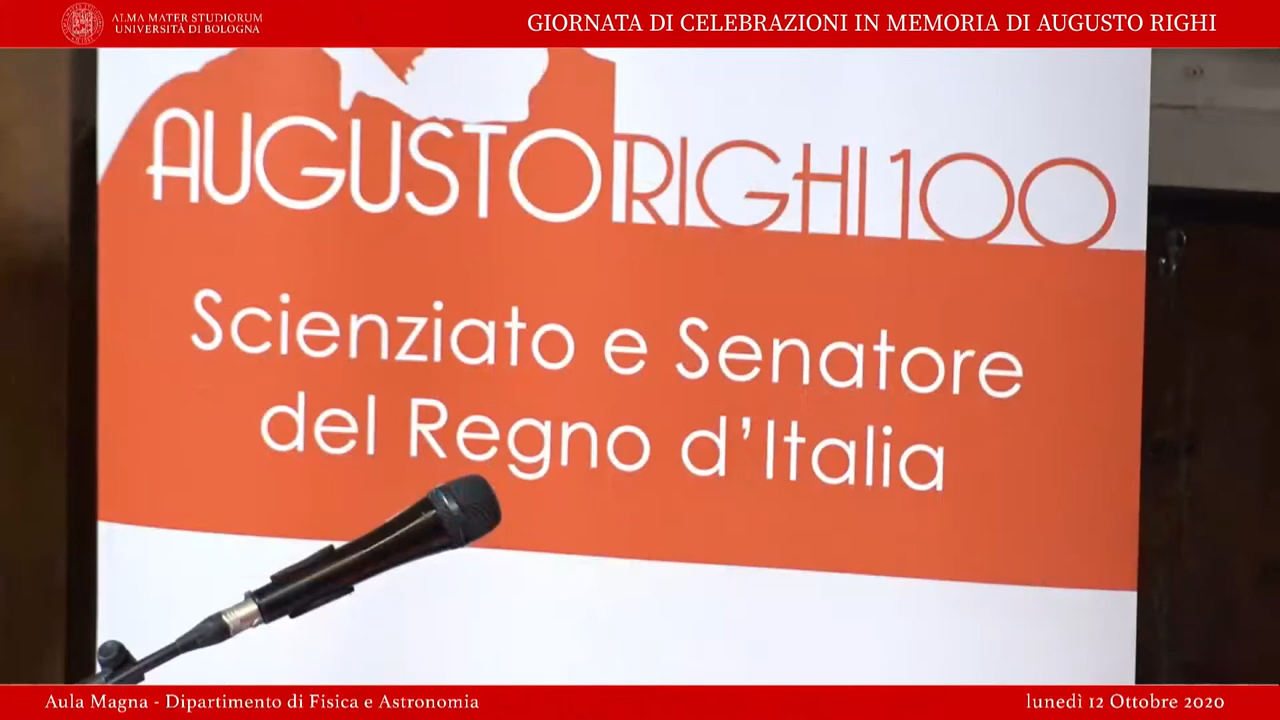 ALMA MATER STUDIORUM
UNIVERSITÀ DI BOLOGNA
GIORNATA DI CELEBRAZIONI IN MEMORIA DI AUGUSTO RIGHI
AUGUSTORIGHI100
Scienziato e Senatore
del Regno d'Italia
Aula Magna - Dipartimento di Fisica e Astronomia
lunedì 12 Ottobre 2020